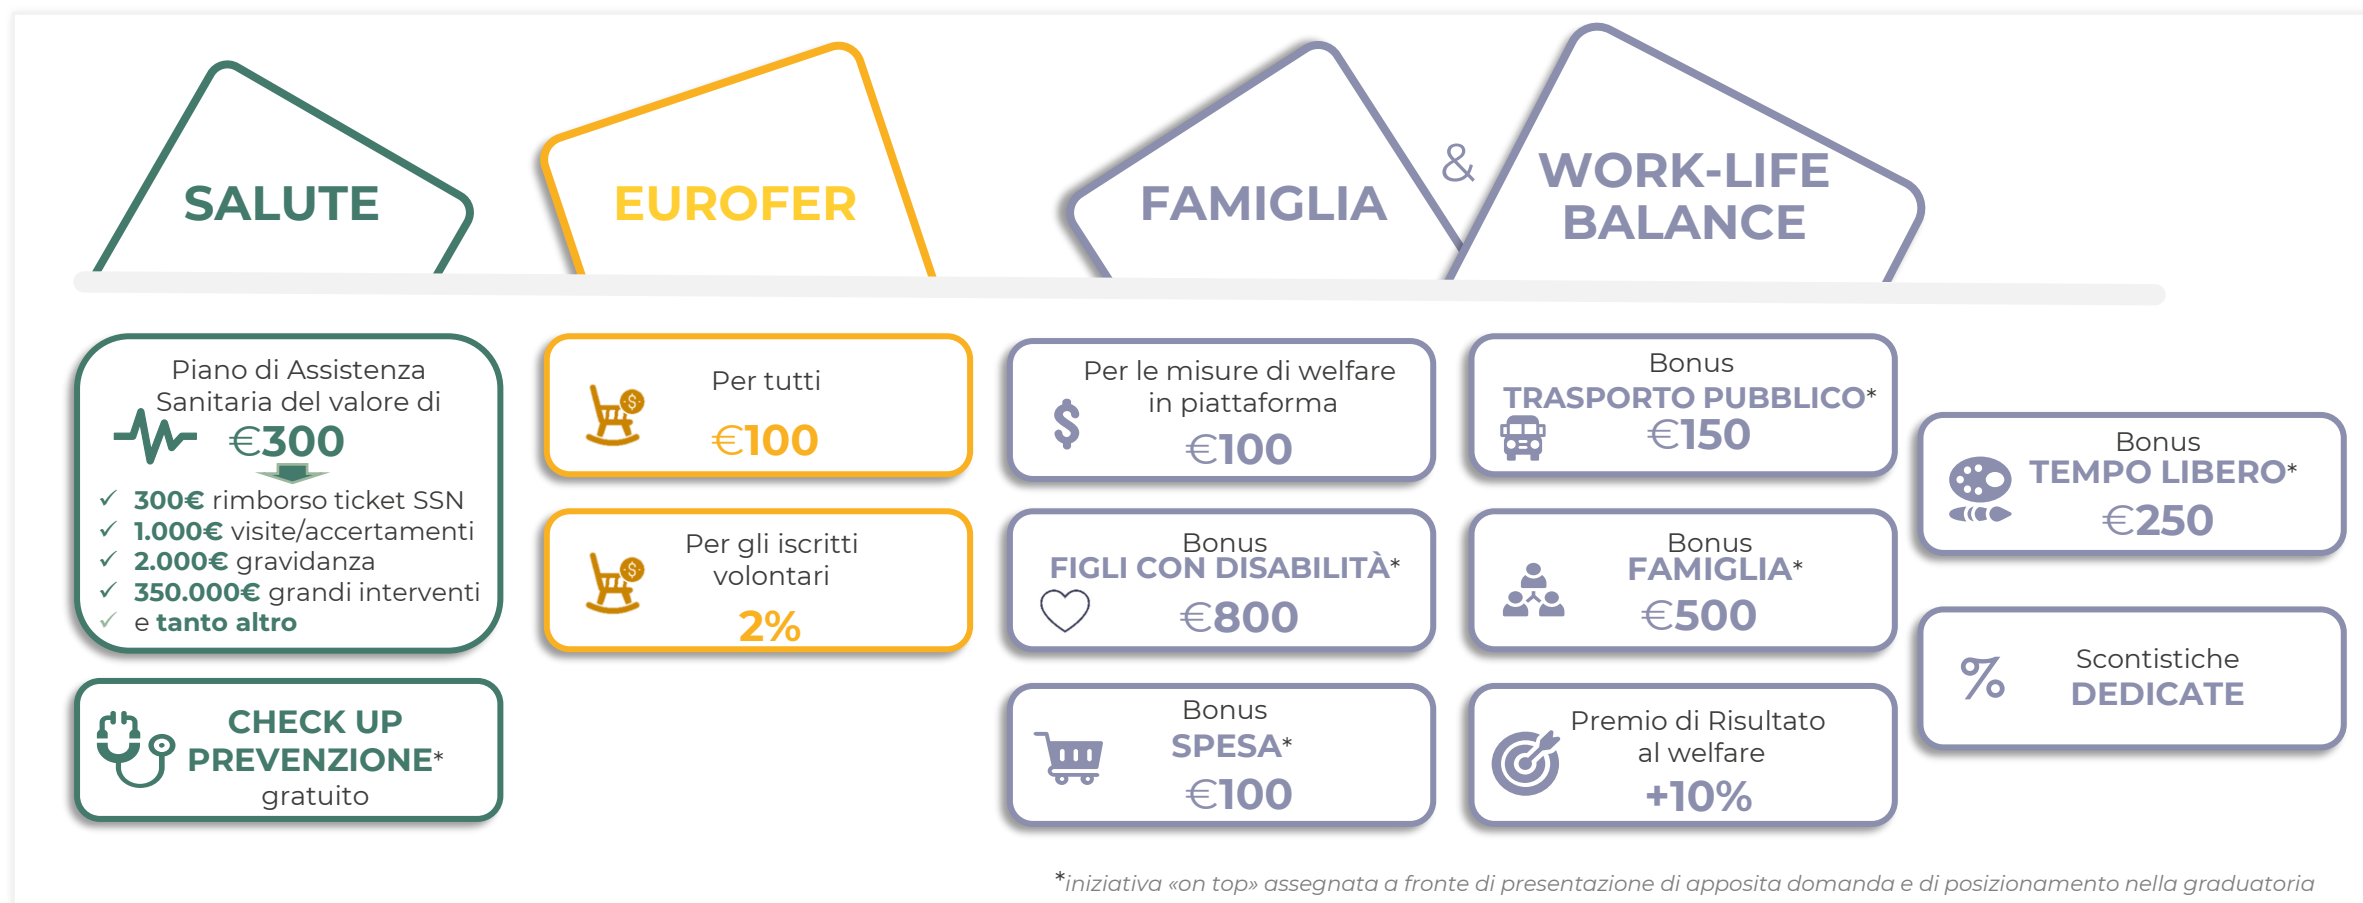 SALUTE
EUROFER
FAMIGLIA
&
WORK-LIFE
BALANCE
Piano di Assistenza
Sanitaria del valore di
€300
✓ 300€ rimborso ticket SSN
✓ 1.000€ visite/accertamenti
✓ 2.000€ gravidanza
✓ 350.000€ grandi interventi
✓ e tanto altro
CHECK UP
PREVENZIONE*
gratuito
Per tutti
€100
Per gli iscritti
volontari
2%
Per le misure di welfare
in piattaforma
€100
Bonus
FIGLI CON DISABILITÀ*
€800
Bonus
SPESA*
€100
Bonus
TRASPORTO PUBBLICO*
€150
Bonus
FAMIGLIA*
€500
Premio di Risultato
al welfare
+10%
Bonus
TEMPO LIBERO*
€250
Scontistiche
DEDICATE
*iniziativa «on top» assegnata a fronte di presentazione di apposita domanda e di posizionamento nella graduatoria